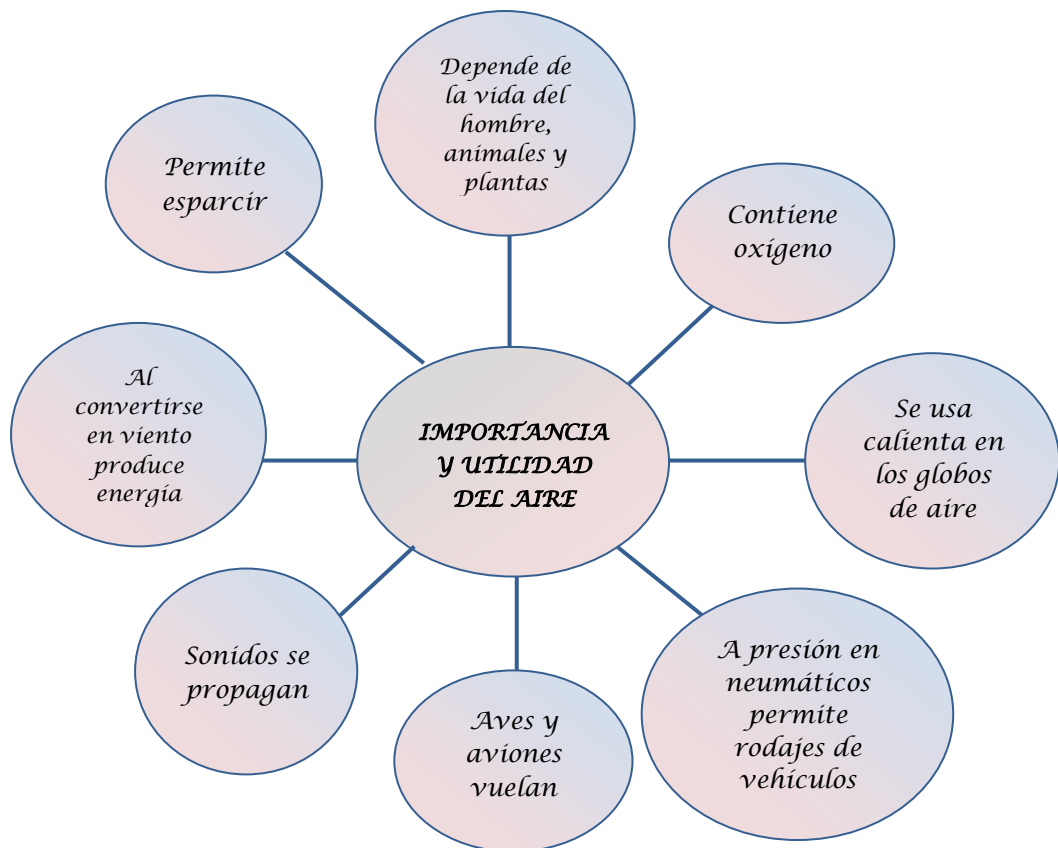 Depende de
la vida del
hombre,
animales y
plantas
Permite
esparcir
Contiene
oxígeno
Al
convertirse
en viento
produce
energía
IMPORTANCIA
Y UTILIDAD
DEL AIRE
Se usa
calienta en
los globos
de aire
Sonidos se
propagan
Aves y
aviones
vuelan
A presión en
neumáticos
permite
rodajes de
vehículos